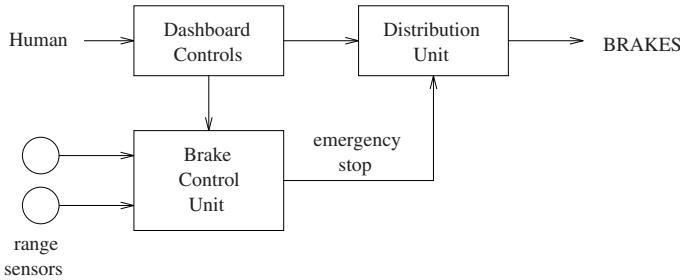 Human
Dashboard
Controls
Distribution
Unit
BRAKES
Brake
Control
Unit
emergency
stop
range
sensors